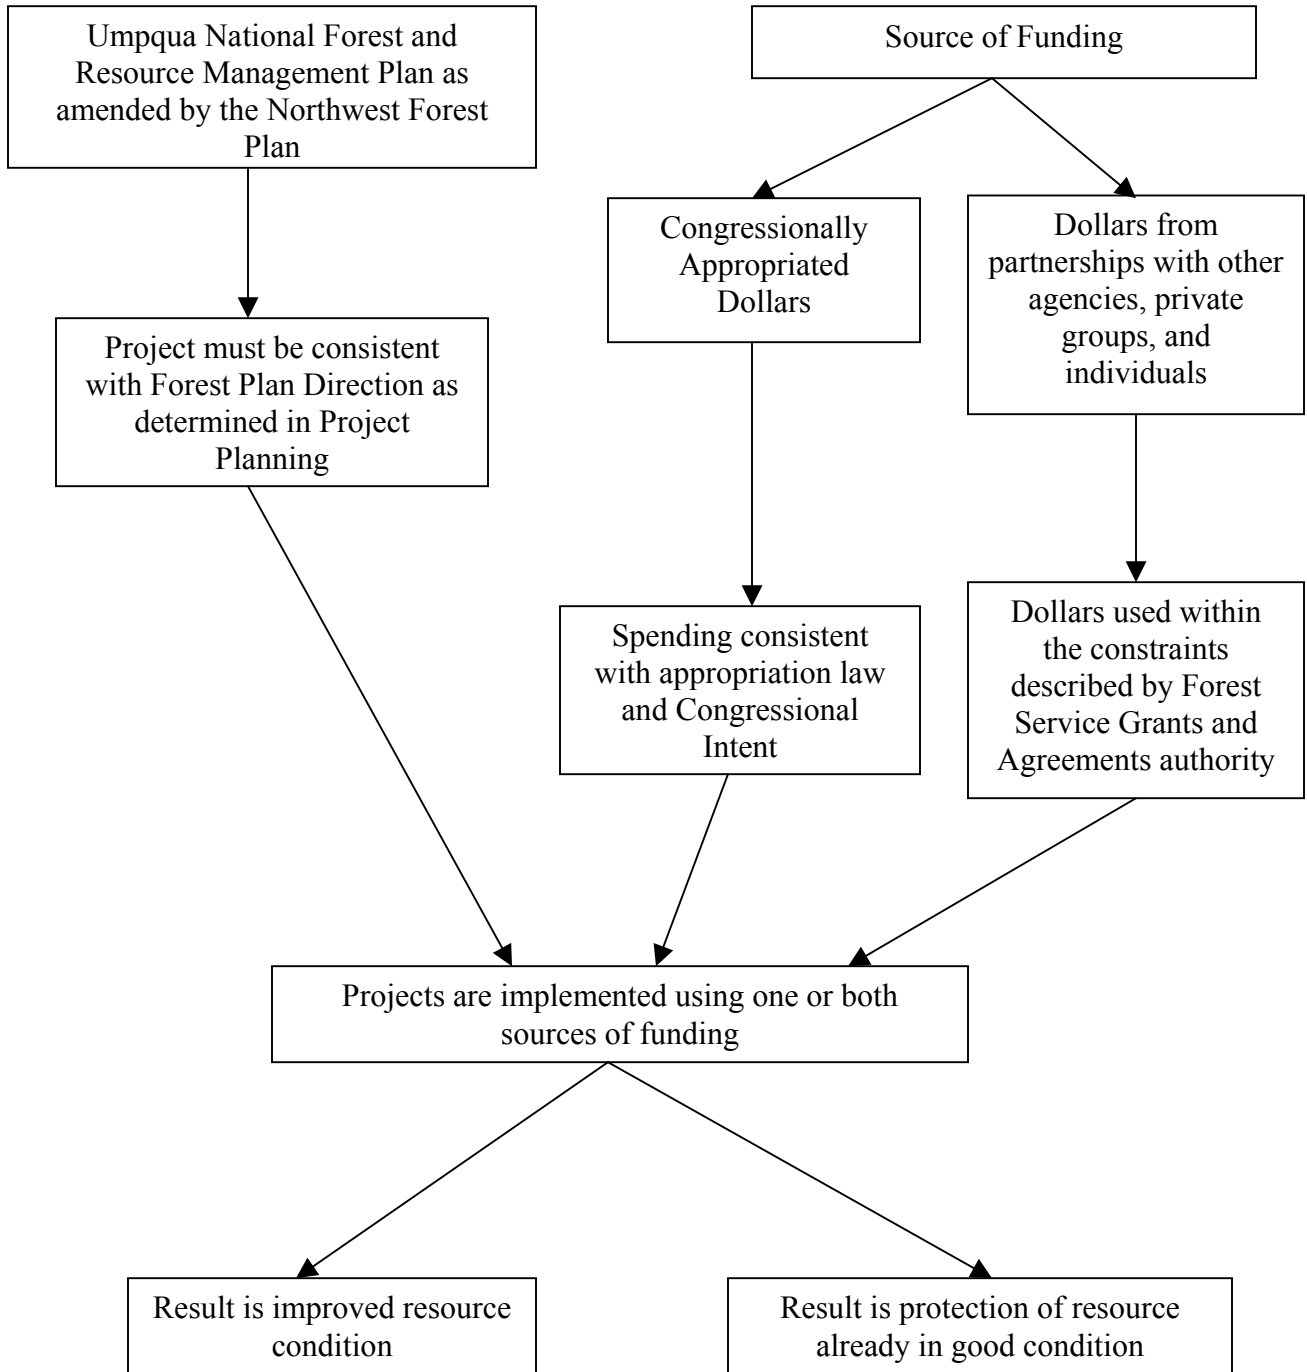 Umpqua National Forest and
Resource Management Plan as
amended by the Northwest Forest
Plan
Source of Funding
Congressionally
Appropriated
Dollars
Dollars from
partnerships with other
agencies, private
groups, and
individuals
Project must be consistent
with Forest Plan Direction as
determined in Project
Planning
Spending consistent
with appropriation law
and Congressional
Intent
Dollars used within
the constraints
described by Forest
Service Grants and
Agreements authority
Projects are implemented using one or both
sources of funding
Result is improved resource
condition
Result is protection of resource
already in good condition